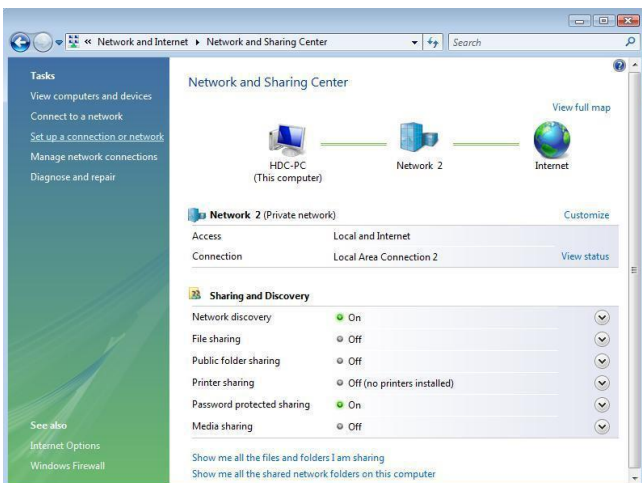 « Network and Internet ▸ Network and Sharing Center
Search
Tasks
View computers and devices
Connect to a network
Set up a connection or network
Manage network connections
Diagnose and repair
See also
Internet Options
Windows Firewall
Network and Sharing Center
View full map
HDC-PC
(This computer)
Network 2
Internet
Network 2 (Private network)
Customize
Access Local and Internet
Connection Local Area Connection 2 View status
Sharing and Discovery
Network discovery On
File sharing Off
Public folder sharing Off
Printer sharing Off (no printers installed)
Password protected sharing On
Media sharing Off
Show me all the files and folders I am sharing
Show me all the shared network folders on this computer